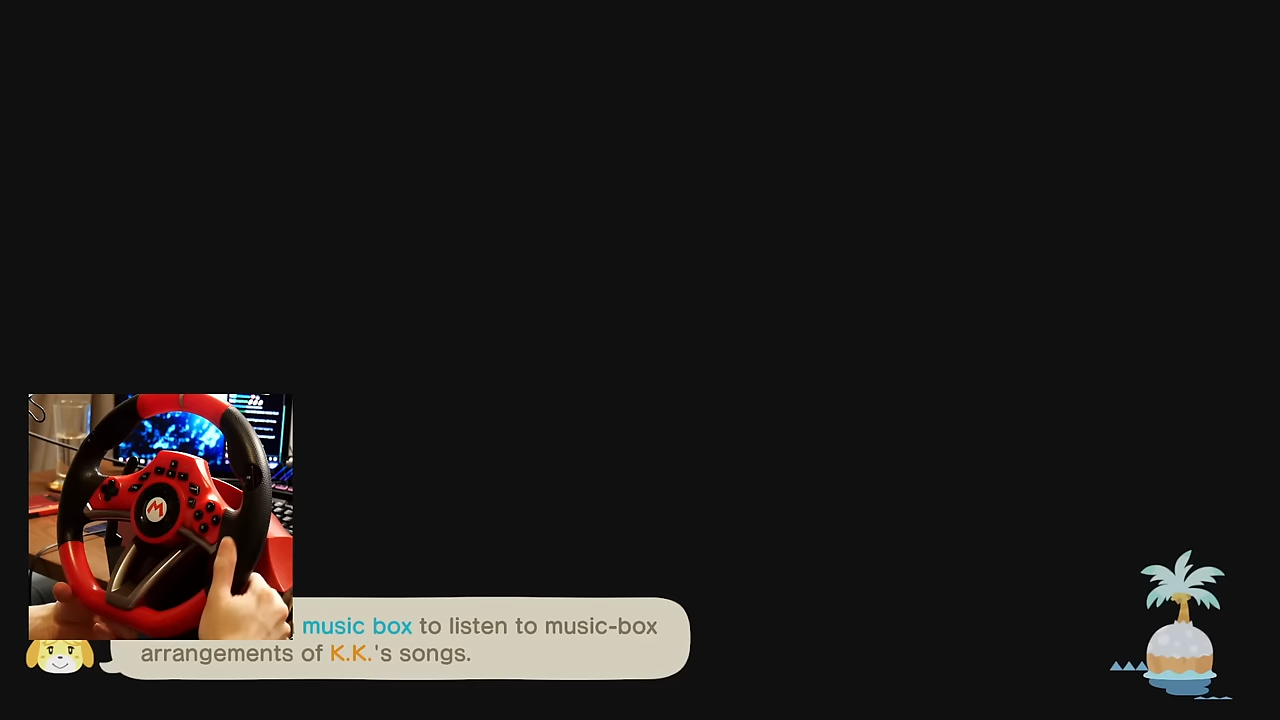 music box to listen to music-box
arrangements of K.K.'s songs.
M